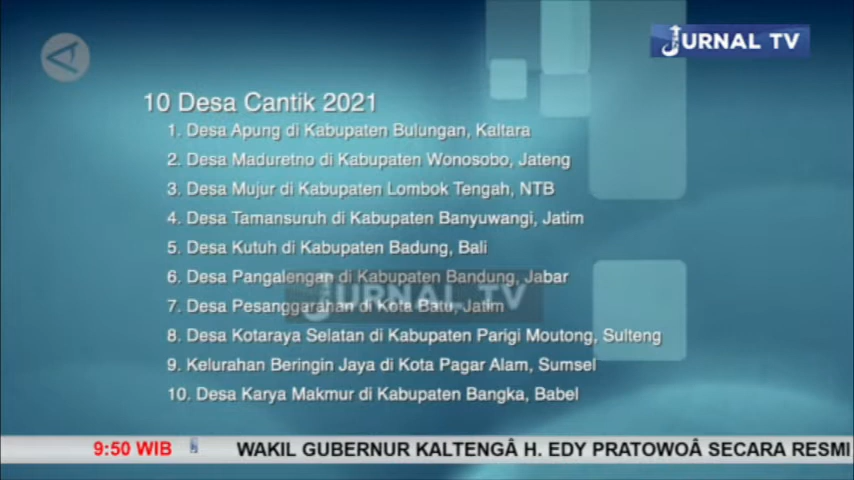 JURNAL TV
10 Desa Cantik 2021
1. Desa Apung di Kabupaten Bulungan, Kaltara
2. Desa Maduretno di Kabupaten Wonosobo, Jateng
3. Desa Mujur di Kabupaten Lombok Tengah, NTB
4. Desa Tamansuruh di Kabupaten Banyuwangi, Jatim
5. Desa Kutuh di Kabupaten Badung, Bali
6. Desa Pangalengan di Kabupaten Bandung, Jabar
7. Desa Pesanggarahan di Kota Batu, Jatim
JURNAL TV
8. Desa Kotaraya Selatan di Kabupaten Parigi Moutong, Sulteng
9. Kelurahan Beringin Jaya di Kota Pagar Alam, Sumsel
10. Desa Karya Makmur di Kabupaten Bangka, Babel
9:50 WIB WAKIL GUBERNUR KALTENGÂ H. EDY PRATOWOÂ SECARA RESMI